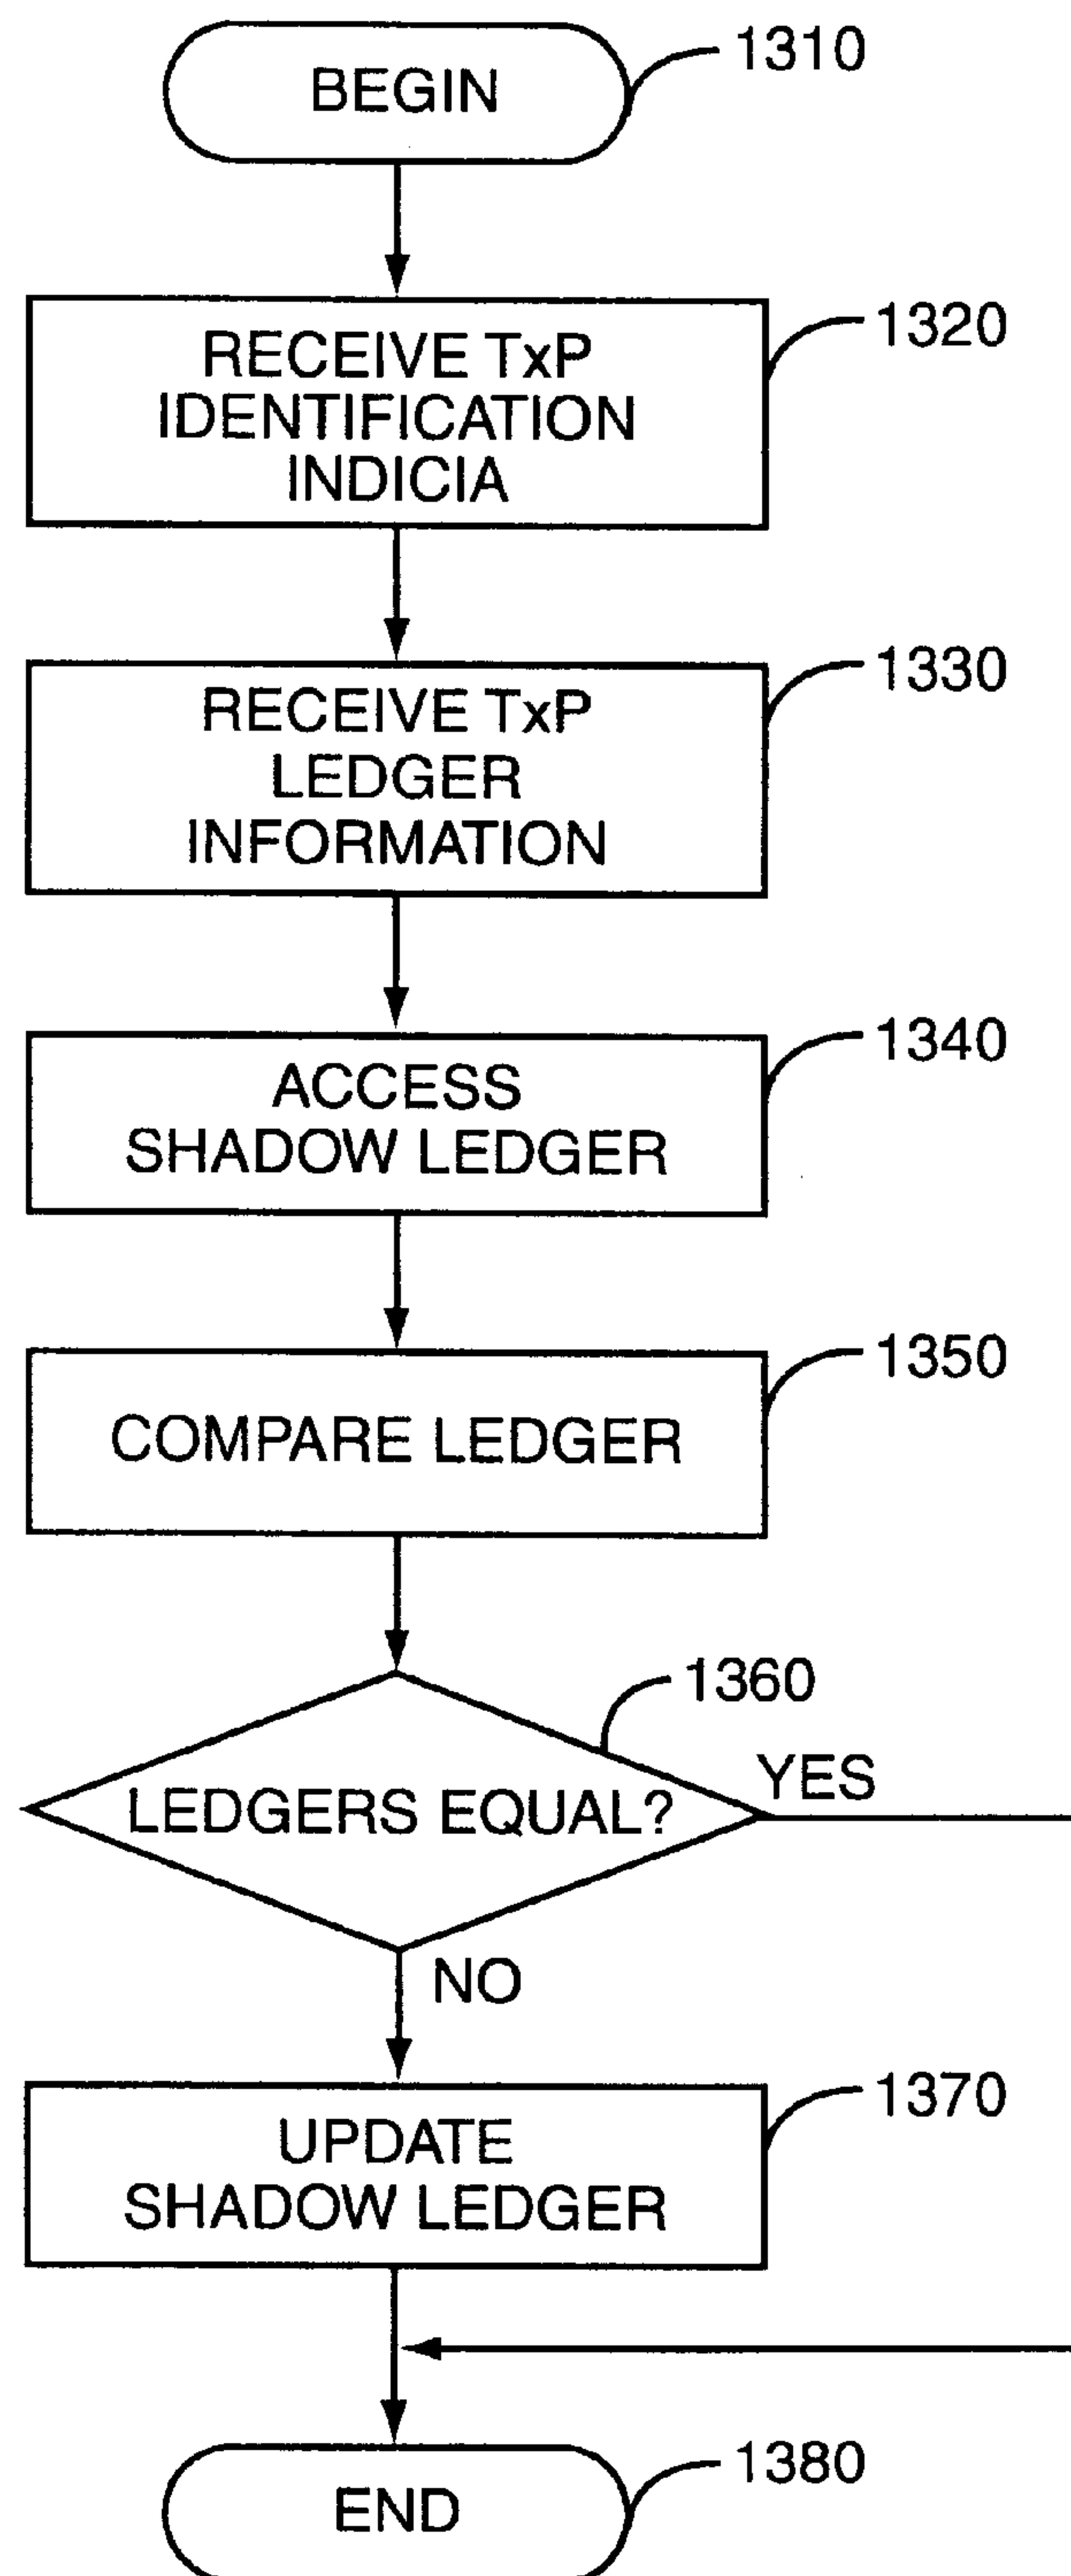 BEGIN
1310
RECEIVE TxP
IDENTIFICATION
INDICIA
1320
RECEIVE TxP
LEDGER
INFORMATION
1330
ACCESS
SHADOW LEDGER
1340
COMPARE LEDGER
1350
1360
LEDGERS EQUAL?
YES
NO
UPDATE
SHADOW LEDGER
1370
END
1380